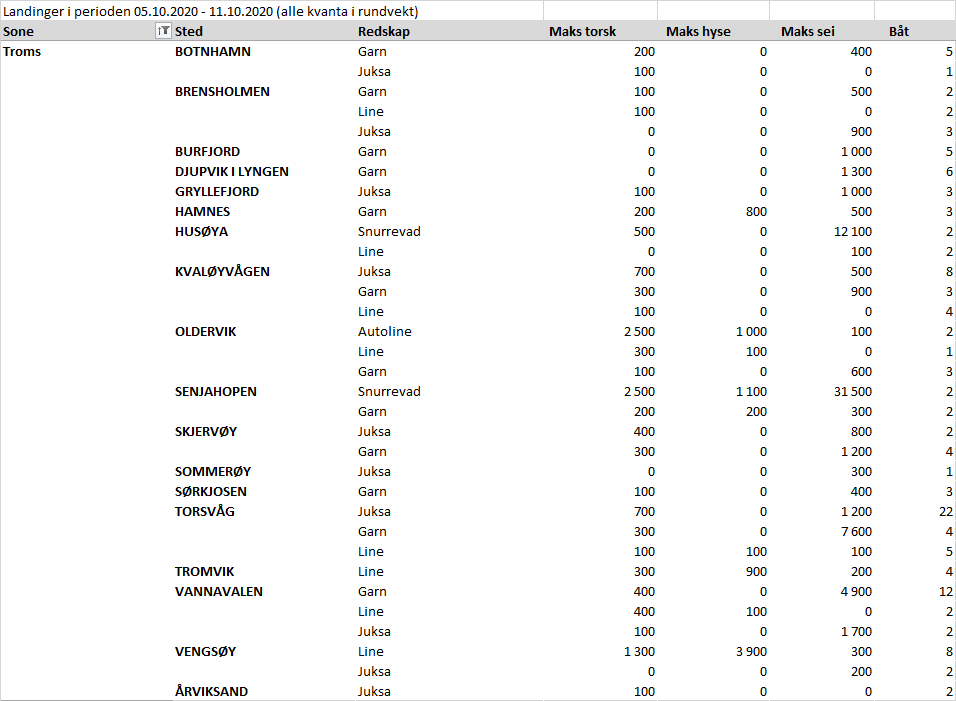 Landinger i perioden 05.10.2020 - 11.10.2020 (alle kvanta i rundvekt)
Sone Sted Redskap Maks torsk Maks hyse Maks sei Båt
Troms BOTNHAMN Garn 200 0 400 5
Juksa 100 0 0 1
BRENSHOLMEN Garn 100 0 500 2
Line 100 0 0 2
Juksa 0 0 900 3
BURFJORD Garn 0 0 1 000 5
DJUPVIK I LYNGEN Garn 0 0 1 300 6
GRYLLEFJORD Juksa 100 0 1 000 3
HAMNES Garn 200 800 500 3
HUSØYA Snurrevad 500 0 12 100 2
Line 0 0 100 2
KVALØYVÅGEN Juksa 700 0 500 8
Garn 300 0 900 3
Line 100 0 0 4
OLDERVIK Autoline 2 500 1 000 100 2
Line 300 100 0 1
Garn 100 0 600 3
SENJAHOPEN Snurrevad 2 500 1 100 31 500 2
Garn 200 200 300 2
SKJERVØY Juksa 400 0 800 2
Garn 300 0 1 200 4
SOMMERØY Juksa 0 0 300 1
SØRKJOSEN Garn 100 0 400 3
TORSVÅG Juksa 700 0 1 200 22
Garn 300 0 7 600 4
Line 100 100 100 5
TROMVIK Line 300 900 200 4
VANNAVALEN Garn 400 0 4 900 12
Line 400 100 0 2
Juksa 100 0 1 700 2
VENGSØY Line 1 300 3 900 300 8
Juksa 0 0 200 2
ÅRVIKSAND Juksa 100 0 0 2